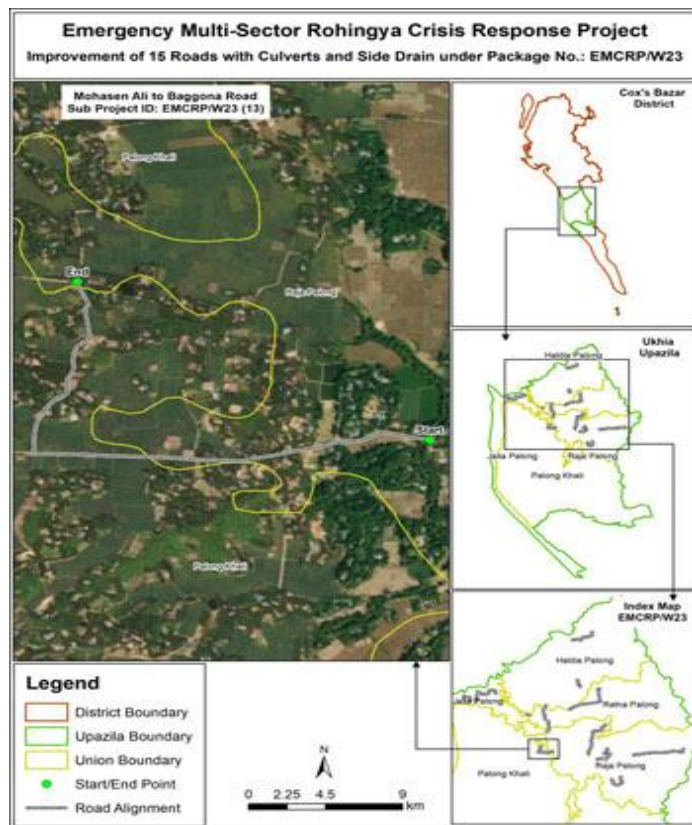 Emergency Multi-Sector Rohingya Crisis Response Project
Improvement of 15 Roads with Culverts and Side Drain under Package No.: EMCRP/W23
Mohasen Ali to Baggona Road
Sub Project ID: EMCRP/W23 (13)
Palong Khali
End
Raja Palong
Start
Palong Khali
Cox's Bazar
District
Ukhia
Upazila
Haldia Palong
Jalia Palong
Raja Palong
Palong Khali
Index Map
EMCRP/W23
Haldia Palong
Jalia Palong
Ratna Palong
Raja Palong
Palong Khali
Legend
District Boundary
Upazila Boundary
Union Boundary
Start/End Point
Road Alignment
N
0 2.25 4.5 9
km